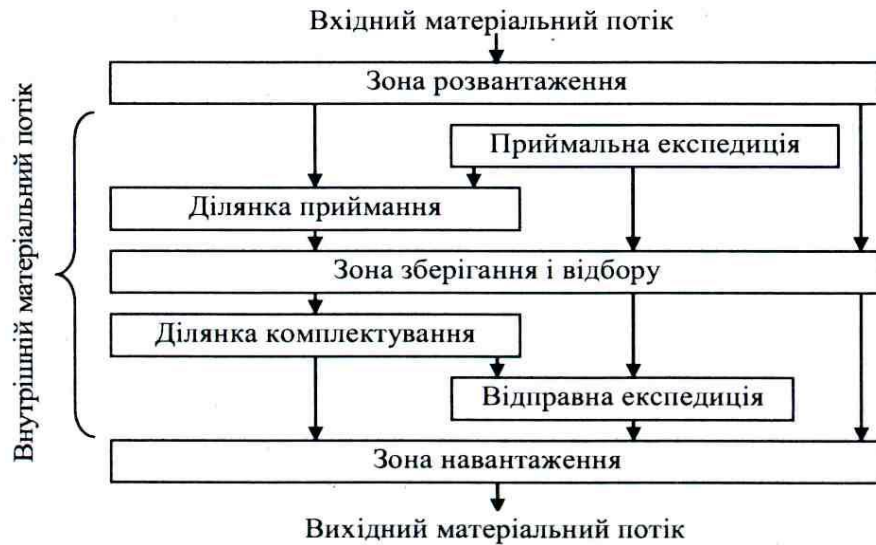 Вхідний матеріальний потік
Зона розвантаження
Приймальна експедиція
Ділянка приймання
Зона зберігання і відбору
Ділянка комплектування
Відправна експедиція
Зона навантаження
Вихідний матеріальний потік
Внутрішній матеріальний потік